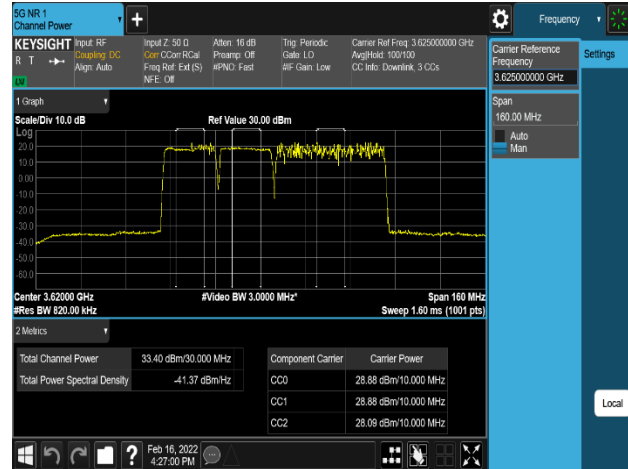 5G NR 1
Channel Power
Frequency
KEYSIGHT
R T
LW
Input: RF
Coupling: DC
Align: Auto
Input Z: 50 Ω
Corr CCorr RCal
Freq Ref: Ext (S)
NFE: Off
Atten: 16 dB
Preamp: Off
#PNO: Fast
Trig: Periodic
Gate: LO
#IF Gain: Low
Carrier Ref Freq: 3.625000000 GHz
Avg|Hold: 100/100
CC Info: Downlink, 3 CCs
Carrier Reference
Frequency
3.625000000 GHz
Settings
Span
160.00 MHz
Auto
Man
1 Graph
Scale/Div 10.0 dB
Ref Value 30.00 dBm
Log
20.0
10.0
0.00
-10.0
-20.0
-30.0
-40.0
-50.0
-60.0
Center 3.62000 GHz
#Video BW 3.0000 MHz*
Span 160 MHz
#Res BW 820.00 kHz
Sweep 1.60 ms (1001 pts)
2 Metrics
Total Channel Power 33.40 dBm/30.000 MHz
Total Power Spectral Density -41.37 dBm/Hz
Component Carrier Carrier Power
CC0 28.88 dBm/10.000 MHz
CC1 28.88 dBm/10.000 MHz
CC2 28.09 dBm/10.000 MHz
Local
?
Feb 16, 2022
4:27:00 PM